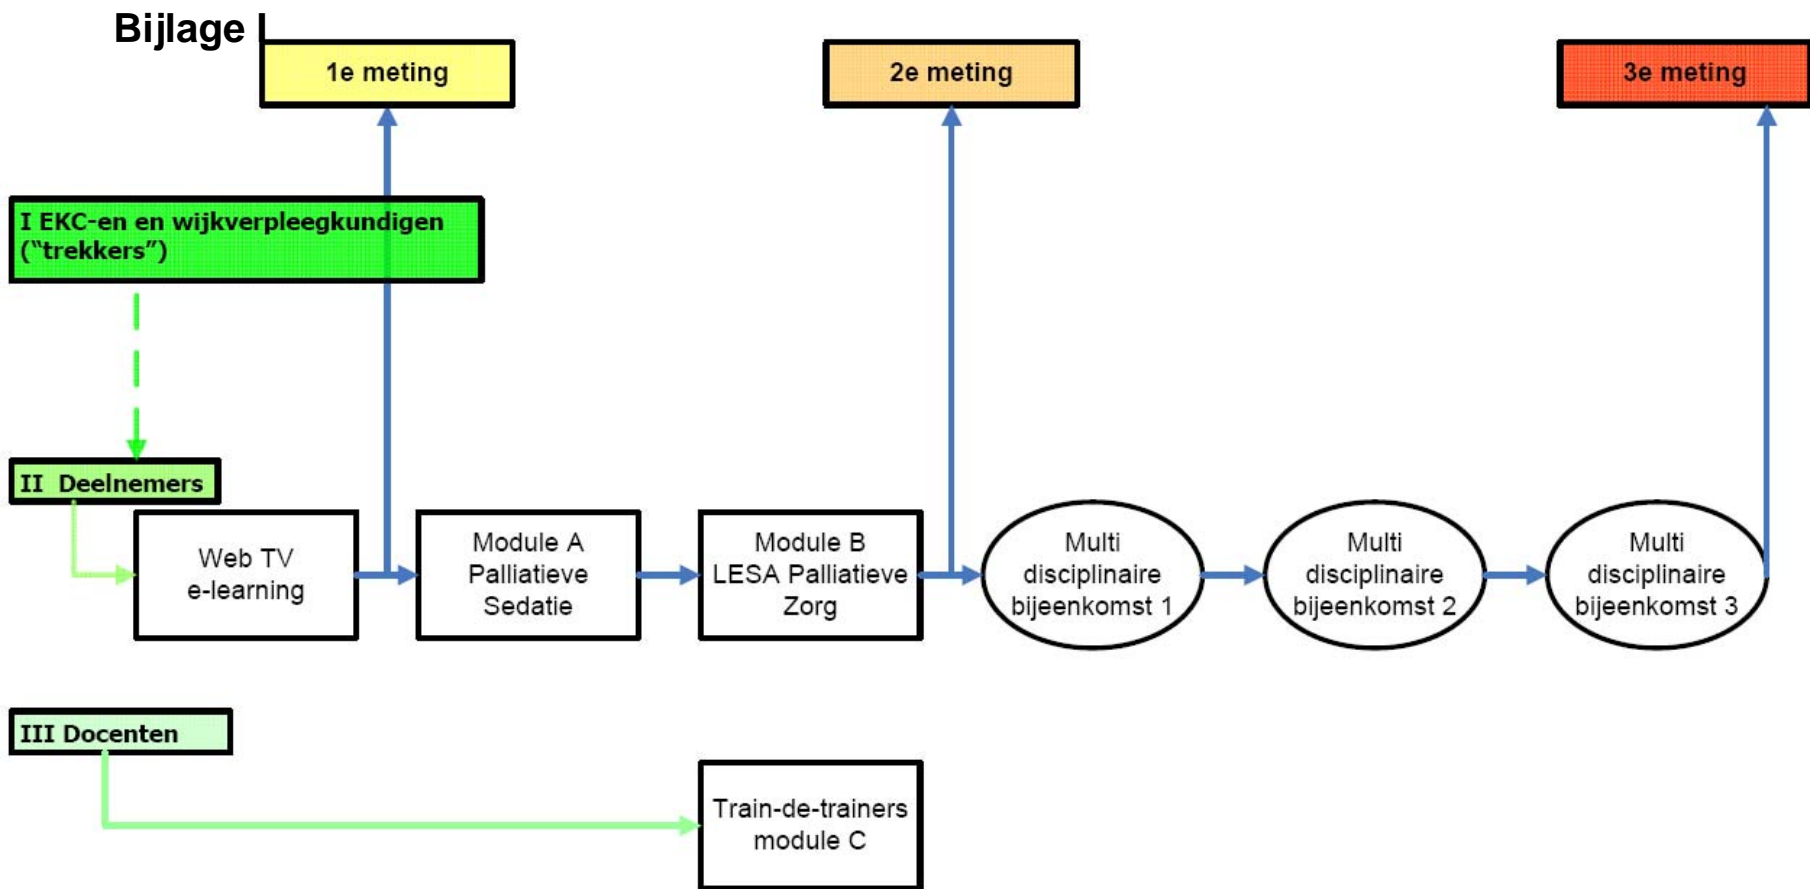 Bijlage I
1e meting
2e meting
3e meting
I EKC-en en wijkverpleegkundigen
("trekkers")
II Deelnemers
Web TV
e-learning
Module A
Palliatieve
Sedatie
Module B
LESA Palliatieve
Zorg
Multi
disciplinaire
bijeenkomst 1
Multi
disciplinaire
bijeenkomst 2
Multi
disciplinaire
bijeenkomst 3
III Docenten
Train-de-trainers
module C